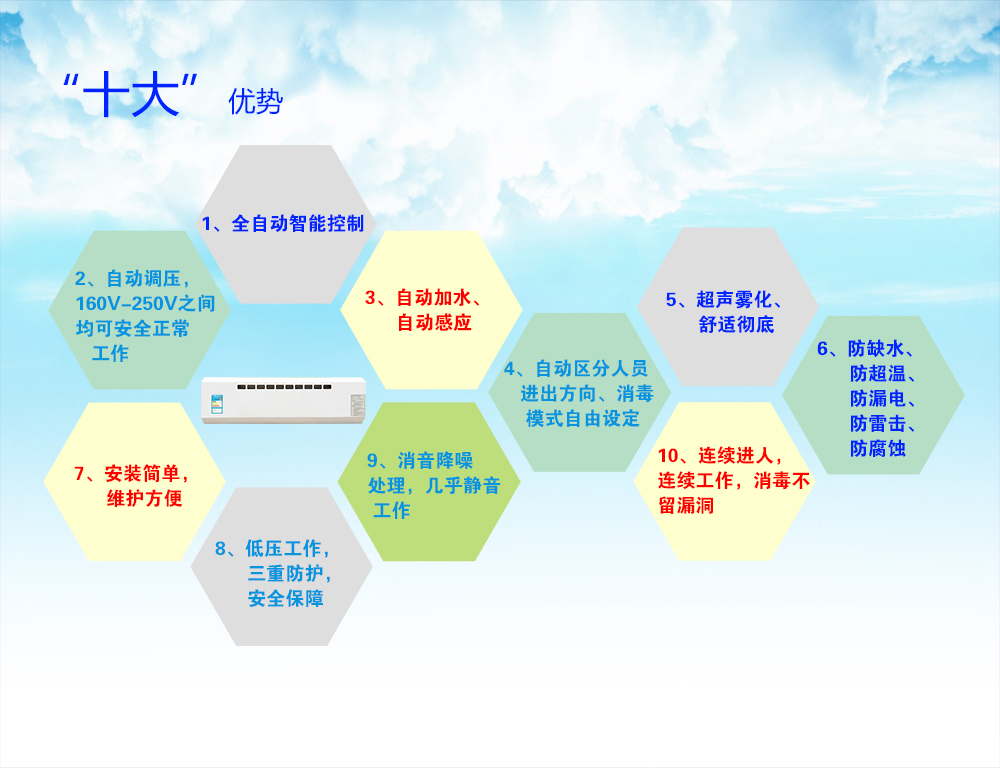 “十大” 优势
1、全自动智能控制
2、自动调压，
160V-250V之间
均可安全正常
工作
3、自动加水、
自动感应
4、自动区分人员
进出方向、消毒
模式自由设定
5、超声雾化、
舒适彻底
6、防缺水、
防超温、
防漏电、
防雷击、
防腐蚀
7、安装简单，
维护方便
8、低压工作，
三重防护，
安全保障
9、消音降噪
处理，几乎静音
工作
10、连续进人，
连续工作，消毒不
留漏洞